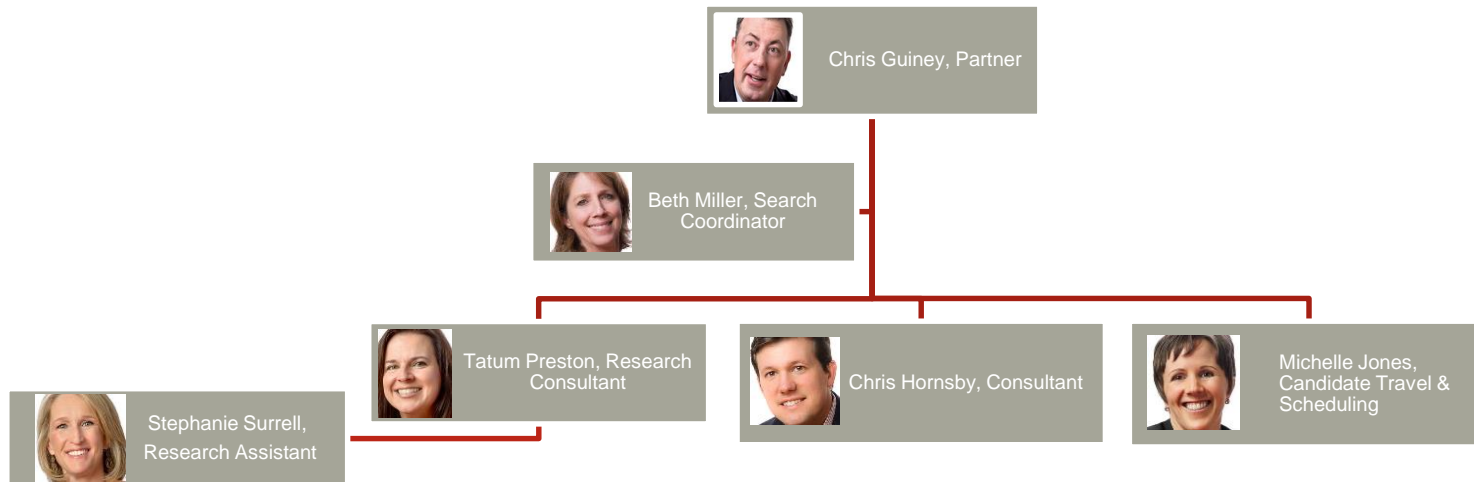 Chris Guiney, Partner
Beth Miller, Search
Coordinator
Tatum Preston, Research
Consultant
Chris Hornsby, Consultant
Michelle Jones,
Candidate Travel &
Scheduling
Stephanie Surrell,
Research Assistant